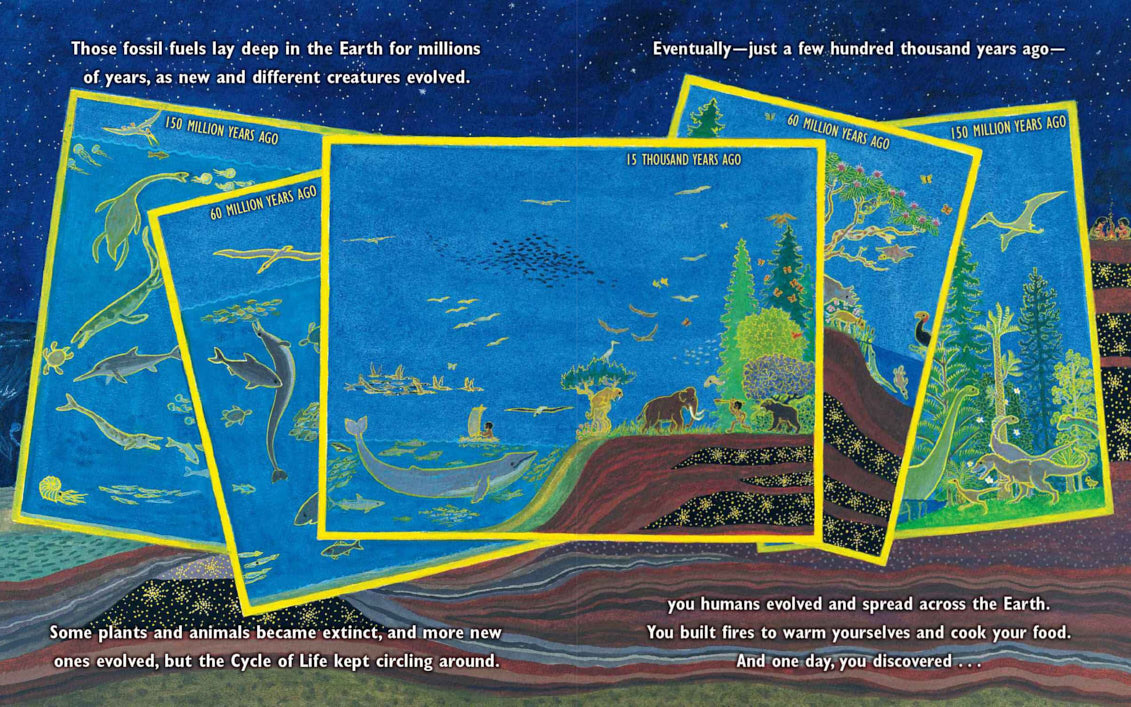 Those fossil fuels lay deep in the Earth for millions
of years, as new and different creatures evolved.
150 MILLION YEARS AGO
60 MILLION YEARS AGO
Some plants and animals became extinct, and more new
ones evolved, but the Cycle of Life kept circling around.
15 THOUSAND YEARS AGO
Eventually—just a few hundred thousand years ago—
60 MILLION YEARS AGO
150 MILLION YEARS AGO
you humans evolved and spread across the Earth.
You built fires to warm yourselves and cook your food.
And one day, you discovered . . .